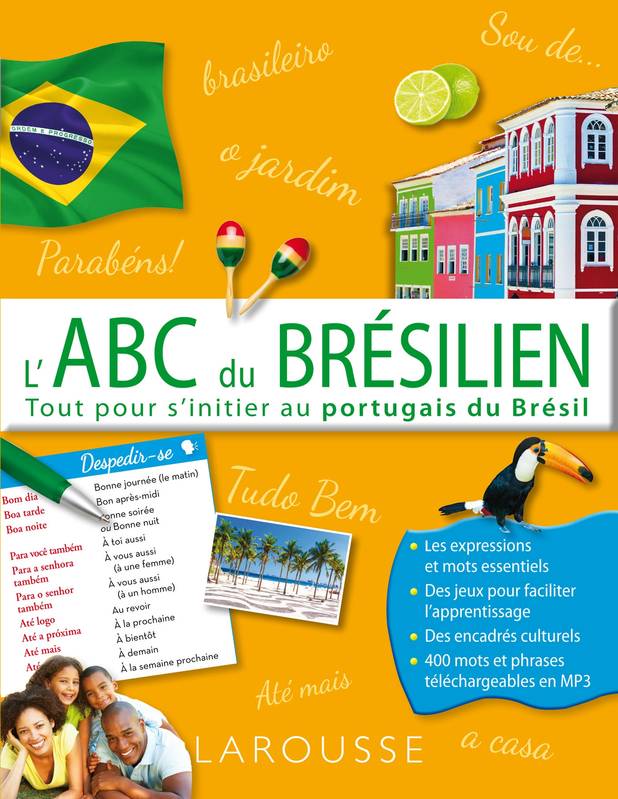 Sou de...
brasileiro
ORDEM E PROGRESSO
o jardim
Parabéns!
L'ABC du BRÉSILIEN
Tout pour s'initier au portugais du Brésil
Despedir-se
Bom dia Bonne journée (le matin)
Boa tarde Bon après-midi
Boa noite Bonne soirée
ou Bonne nuit
Para você também À toi aussi
Para a senhora À vous aussi
também (à une femme)
Para o senhor À vous aussi
também (à un homme)
Até logo Au revoir
Até a próxima À la prochaine
Até mais À bientôt
Até À demain
À la semaine prochaine
Tudo Bem
Les expressions
et mots essentiels
Des jeux pour faciliter
l'apprentissage
Des encadrés culturels
400 mots et phrases
téléchargeables en MP3
Até mais
a casa
LAROUSSE